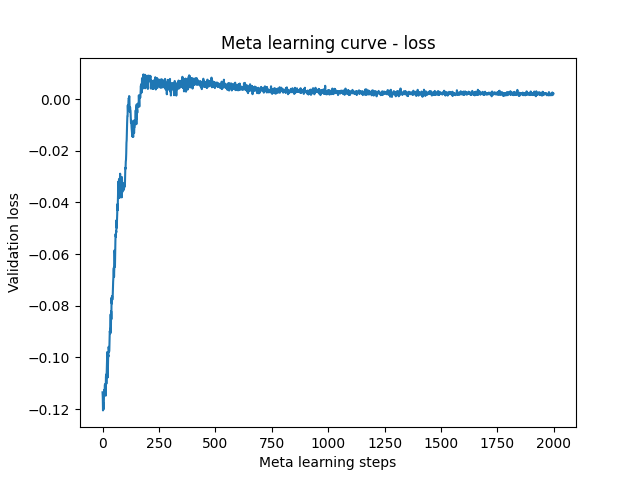 Meta learning curve - loss
Validation loss
0.00
−0.02
−0.04
−0.06
−0.08
−0.10
−0.12
0 250 500 750 1000 1250 1500 1750 2000
Meta learning steps